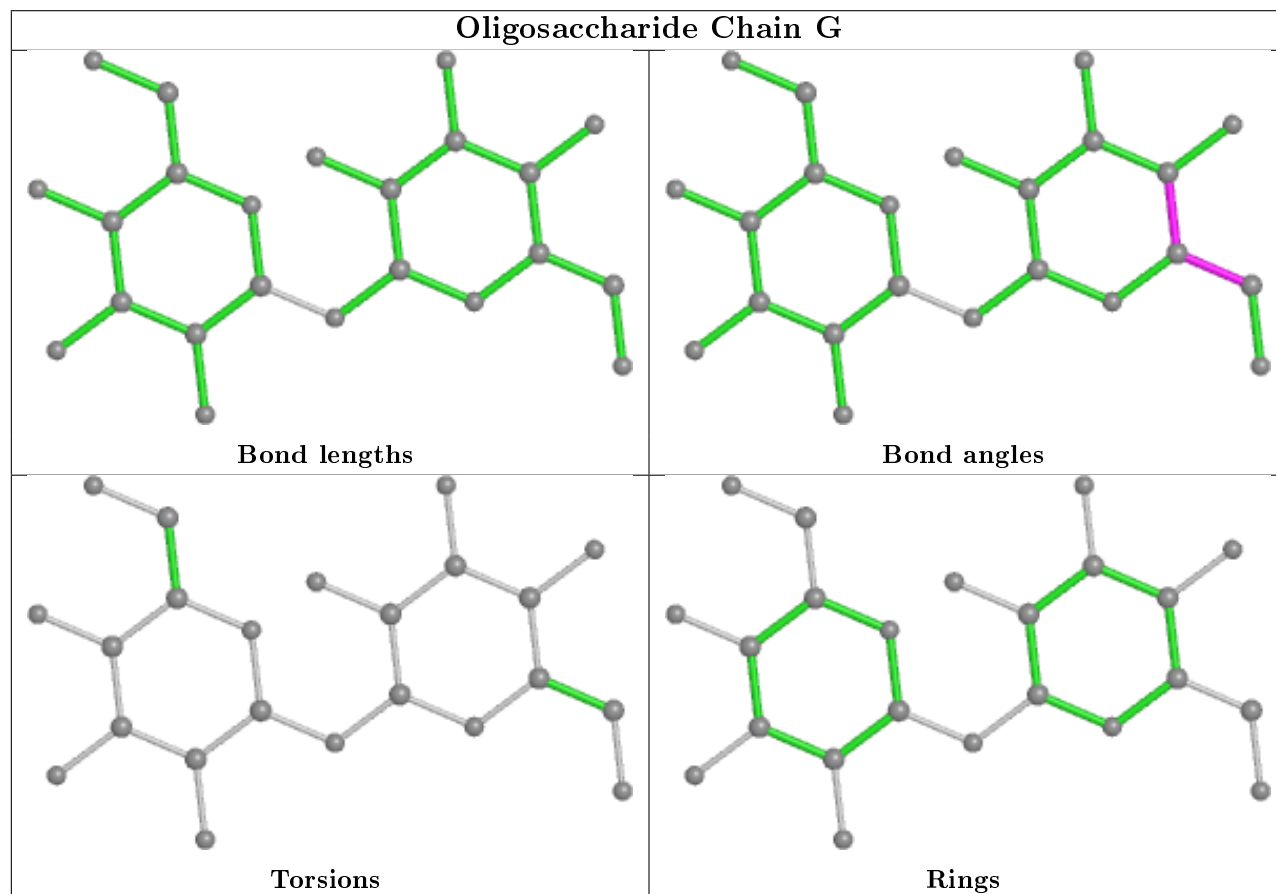 Oligosaccharide Chain G
Bond lengths
Bond angles
Torsions
Rings